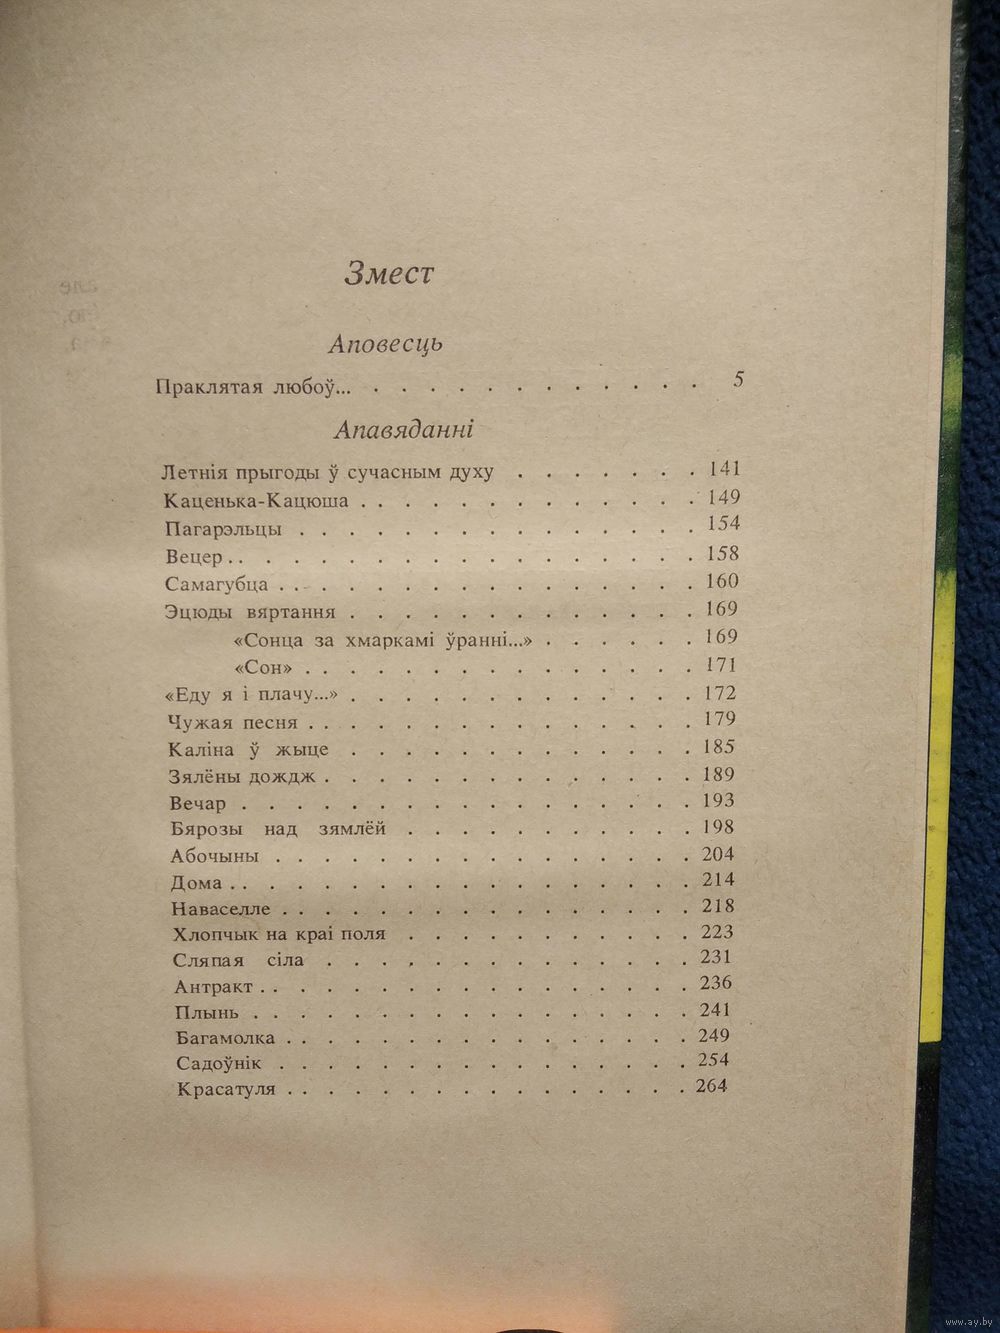 Змест
Аповесць
Праклятая любоў... . . . . . . . . . . . . 5
Апавяданні
Летнія прыгоды ў сучасным духу . . . . . . . 141
Каценька-Кацюша . . . . . . . . . . . . . 149
Пагарэльцы . . . . . . . . . . . . . . . 154
Вецер . . . . . . . . . . . . . . . . . . 158
Самагубца . . . . . . . . . . . . . . . . 160
Эцюды вяртання . . . . . . . . . . . . . 169
«Сонца за хмаркамі ўранні...» . . . . . . 169
«Сон» . . . . . . . . . . . . . . . 171
«Еду я і плачу...» . . . . . . . . . . . . . 172
Чужая песня . . . . . . . . . . . . . . . 179
Каліна ў жыце . . . . . . . . . . . . . 185
Зялёны дождж . . . . . . . . . . . . . . 189
Вечар . . . . . . . . . . . . . . . . . 193
Бярозы над зямлёй . . . . . . . . . . . 198
Абочыны . . . . . . . . . . . . . . . . 204
Дома . . . . . . . . . . . . . . . . . . 214
Наваселле . . . . . . . . . . . . . . . . 218
Хлопчык на краі поля . . . . . . . . . . . 223
Сляпая сіла . . . . . . . . . . . . . . 231
Антракт . . . . . . . . . . . . . . . . . 236
Плынь . . . . . . . . . . . . . . . . . 241
Багамолка . . . . . . . . . . . . . . . . 249
Садоўнік . . . . . . . . . . . . . . . . 254
Красатуля . . . . . . . . . . . . . . . . 264
www.ay.by